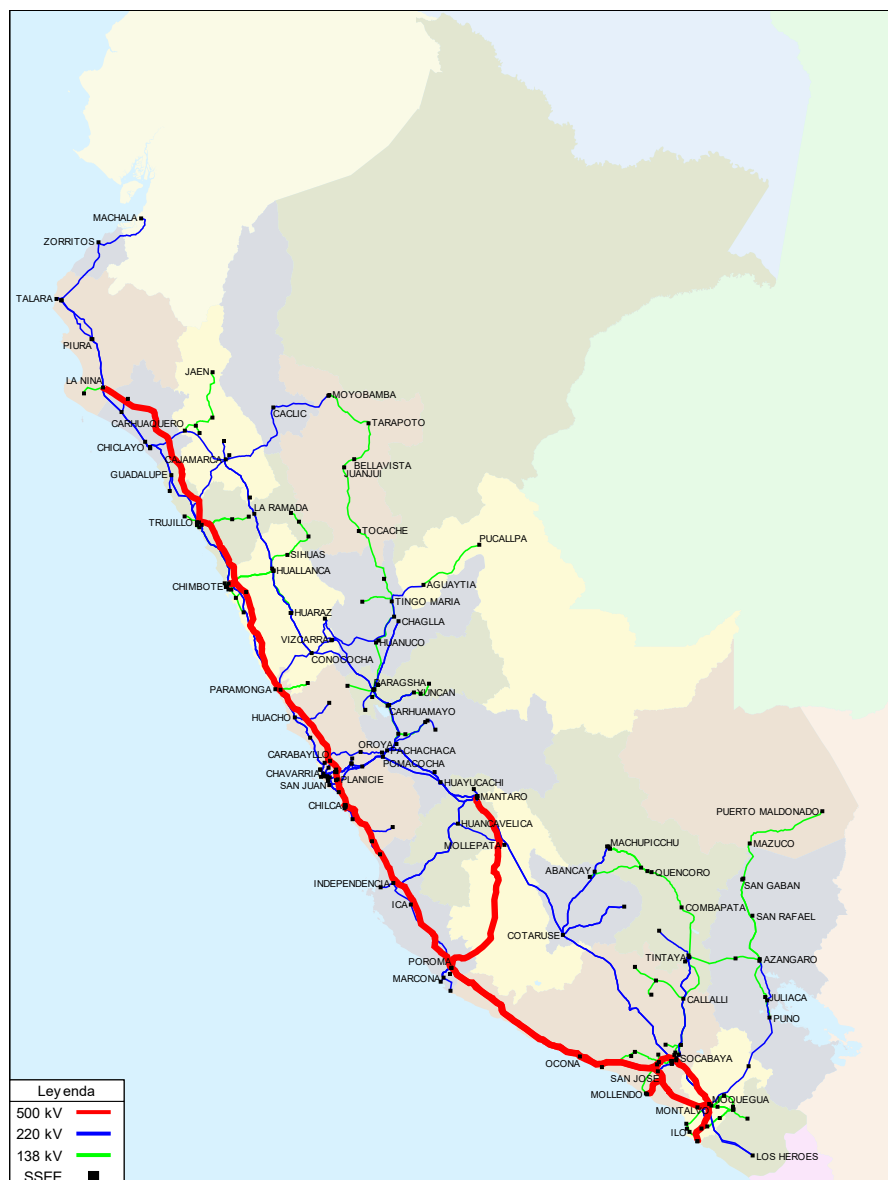 MACHALA
ZORRITOS
TALARA
PIURA
LA NINA
JAEN
MOYOBAMBA
CACLIC
CARHUAQUERO
TARAPOTO
CHICLAYO
CAJAMARCA
BELLAVISTA
JUANJUI
GUADALUPE
LA RAMADA
TRUJILLO
TOCACHE
PUCALLPA
SIHUAS
HUALLANCA
AGUAYTIA
CHIMBOTE
TINGO MARIA
HUARAZ
CHAGLLA
VIZCARRA
HUANUCO
CONOCOCHA
PARAGSHA
PARAMONGA
YUNCAN
CARHUAMAYO
HUACHO
OROYA
PACHACHACA
CARABAYLLO
POMACOCHA
CHAVARRIA
PLANICIE
SAN JUAN
HUAYUCACHI
MANTARO
CHILCA
PUERTO MALDONADO
HUANCAVELICA
MOLLEPATA
MACHUPICCHU
MAZUCO
ABANCAY
QUENCORO
INDEPENDENCIA
SAN GABAN
ICA
COMBAPATA
SAN RAFAEL
COTARUSE
POROMA
TINTAYA
AZANGARO
MARCONA
CALLALLI
JULIACA
PUNO
OCONA
SOCABAYA
SAN JOSE
MOLLENDO
MOQUEGUA
MONTALVO
ILO
LOS HEROES
Leyenda
500 kV
220 kV
138 kV
SSEE